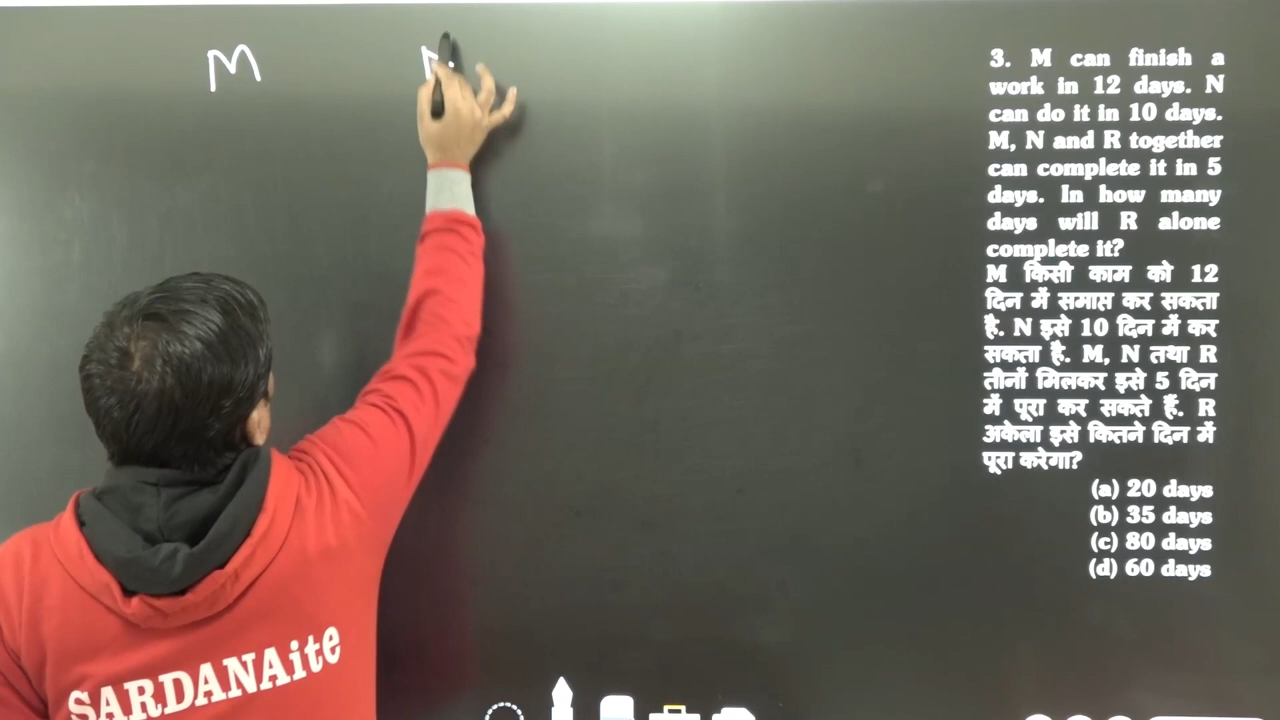 M N
3. M can finish a
work in 12 days. N
can do it in 10 days.
M, N and R together
can complete it in 5
days. In how many
days will R alone
complete it?
M किसी काम को 12
दिन में समाप्त कर सकता
है. N इसे 10 दिन में कर
सकता है. M, N तथा R
तीनों मिलकर इसे 5 दिन
में पूरा कर सकते हैं. R
अकेला इसे कितने दिन में
पूरा करेगा?
(a) 20 days
(b) 35 days
(c) 80 days
(d) 60 days
SARDANAite